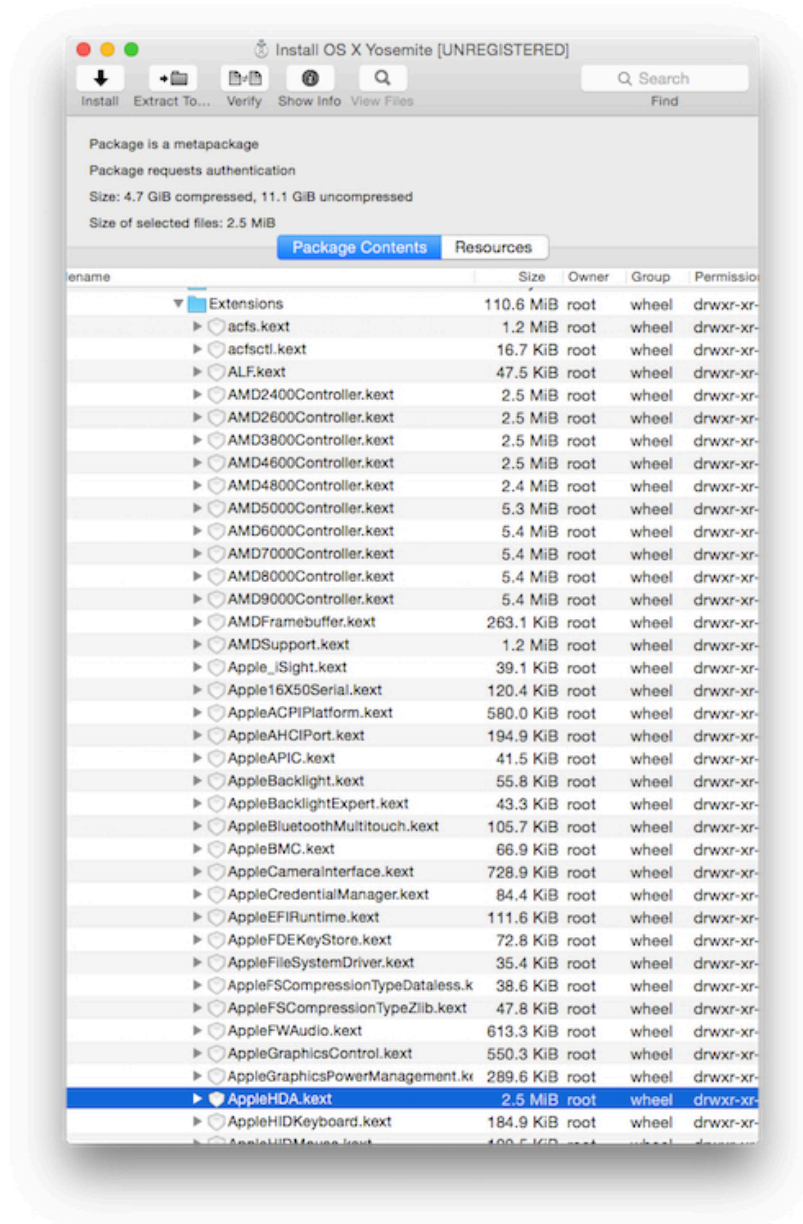 Install OS X Yosemite [UNREGISTERED]
Install Extract To... Verify Show Info View Files Search
Find
Package is a metapackage
Package requests authentication
Size: 4.7 GiB compressed, 11.1 GiB uncompressed
Size of selected files: 2.5 MiB
Package Contents Resources
ename Size Owner Group Permission
Extensions 110.6 MiB root wheel drwxr-xr-
acfs.kext 1.2 MiB root wheel drwxr-xr-
acfsctl.kext 16.7 KiB root wheel drwxr-xr-
ALF.kext 47.5 KiB root wheel drwxr-xr-
AMD2400Controller.kext 2.5 MiB root wheel drwxr-xr-
AMD2600Controller.kext 2.5 MiB root wheel drwxr-xr-
AMD3800Controller.kext 2.5 MiB root wheel drwxr-xr-
AMD4600Controller.kext 2.5 MiB root wheel drwxr-xr-
AMD4800Controller.kext 2.4 MiB root wheel drwxr-xr-
AMD5000Controller.kext 5.3 MiB root wheel drwxr-xr-
AMD6000Controller.kext 5.4 MiB root wheel drwxr-xr-
AMD7000Controller.kext 5.4 MiB root wheel drwxr-xr-
AMD8000Controller.kext 5.4 MiB root wheel drwxr-xr-
AMD9000Controller.kext 5.4 MiB root wheel drwxr-xr-
AMDFramebuffer.kext 263.1 KiB root wheel drwxr-xr-
AMDSupport.kext 1.2 MiB root wheel drwxr-xr-
Apple_iSight.kext 39.1 KiB root wheel drwxr-xr-
Apple16X50Serial.kext 120.4 KiB root wheel drwxr-xr-
AppleACPIPlatform.kext 580.0 KiB root wheel drwxr-xr-
AppleAHCIPort.kext 194.9 KiB root wheel drwxr-xr-
AppleAPIC.kext 41.5 KiB root wheel drwxr-xr-
AppleBacklight.kext 55.8 KiB root wheel drwxr-xr-
AppleBacklightExpert.kext 43.3 KiB root wheel drwxr-xr-
AppleBluetoothMultitouch.kext 105.7 KiB root wheel drwxr-xr-
AppleBMC.kext 66.9 KiB root wheel drwxr-xr-
AppleCameraInterface.kext 728.9 KiB root wheel drwxr-xr-
AppleCredentialManager.kext 84.4 KiB root wheel drwxr-xr-
AppleEFIRuntime.kext 111.6 KiB root wheel drwxr-xr-
AppleFDEKeyStore.kext 72.8 KiB root wheel drwxr-xr-
AppleFileSystemDriver.kext 35.4 KiB root wheel drwxr-xr-
AppleFSCompressionTypeDataless.k 38.6 KiB root wheel drwxr-xr-
AppleFSCompressionTypeZlib.kext 47.8 KiB root wheel drwxr-xr-
AppleFWAudio.kext 613.3 KiB root wheel drwxr-xr-
AppleGraphicsControl.kext 550.3 KiB root wheel drwxr-xr-
AppleGraphicsPowerManagement.ke 289.6 KiB root wheel drwxr-xr-
AppleHDA.kext 2.5 MiB root wheel drwxr-xr-
AppleHIDKeyboard.kext 184.9 KiB root wheel drwxr-xr-